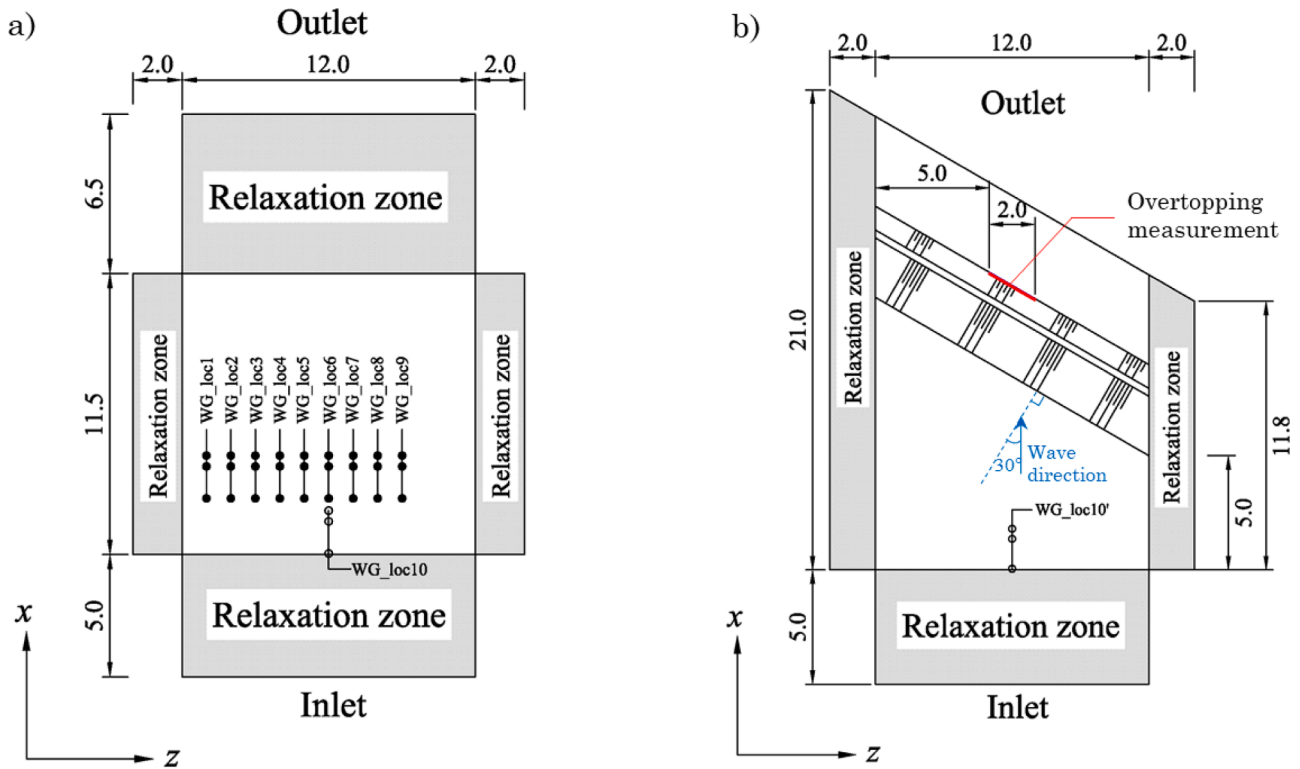 a)
Outlet
2.0
12.0
2.0
6.5
Relaxation zone
11.5
Relaxation zone
WG_loc1
WG_loc2
WG_loc3
WG_loc4
WG_loc5
WG_loc6
WG_loc7
WG_loc8
WG_loc9
Relaxation zone
WG_loc10
5.0
Relaxation zone
Inlet
x
z
b)
2.0
12.0
2.0
Outlet
5.0
2.0
Overtopping
measurement
21.0
Relaxation zone
Relaxation zone
11.8
30°
Wave
direction
5.0
WG_loc10'
5.0
Relaxation zone
Inlet
x
z